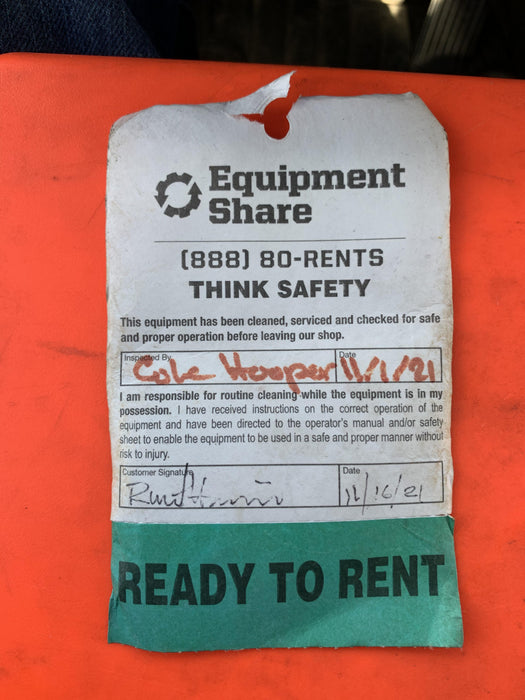 Equipment
Share
(888) 80-RENTS
THINK SAFETY
This equipment has been cleaned, serviced and checked for safe
and proper operation before leaving our shop.
Inspected By Date
Cole Hooper 11/1/21
I am responsible for routine cleaning while the equipment is in my
possession. I have received instructions on the correct operation of the
equipment and have been directed to the operator's manual and/or safety
sheet to enable the equipment to be used in a safe and proper manner without
risk to injury.
Customer Signature Date
11/16/21
READY TO RENT